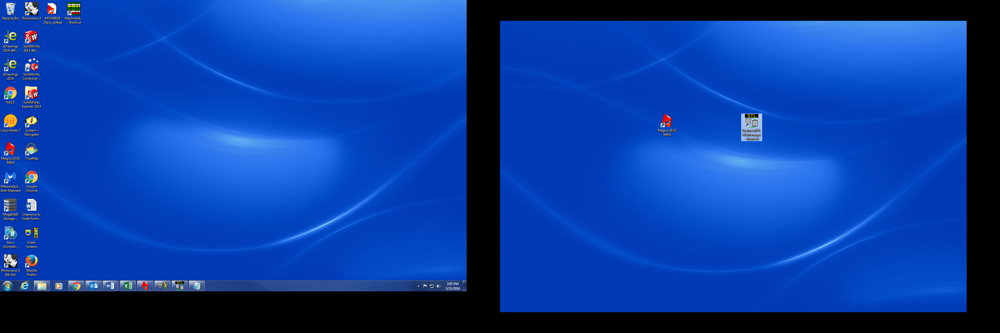 Recycle Bin
Rhinoceros 5
MO749020
25pcs_stilted
MachineSt...
- Shortcut
eDrawings
2014 x64...
SolidWorks
2014 x64 ...
eDrawings
2014
SolidWorks
Composer ...
KACE
SolidWorks
Explorer 2014
Lotus Notes 7
System i
Navigator
Magics 18.01
64bit
TrueMap
Malwarebyt...
Anti-Malware
Google
Chrome
MegaRAID
Storage ...
Clearance to
trade Form...
Revo
Uninstall...
Green
Screens
Rhinoceros 5
(64-bit)
Mozilla
Firefox
STL
2:05 PM
3/25/2016
Magics 18.01
64bit
STL
ProMetalSTL
FileManager
- Shortcut